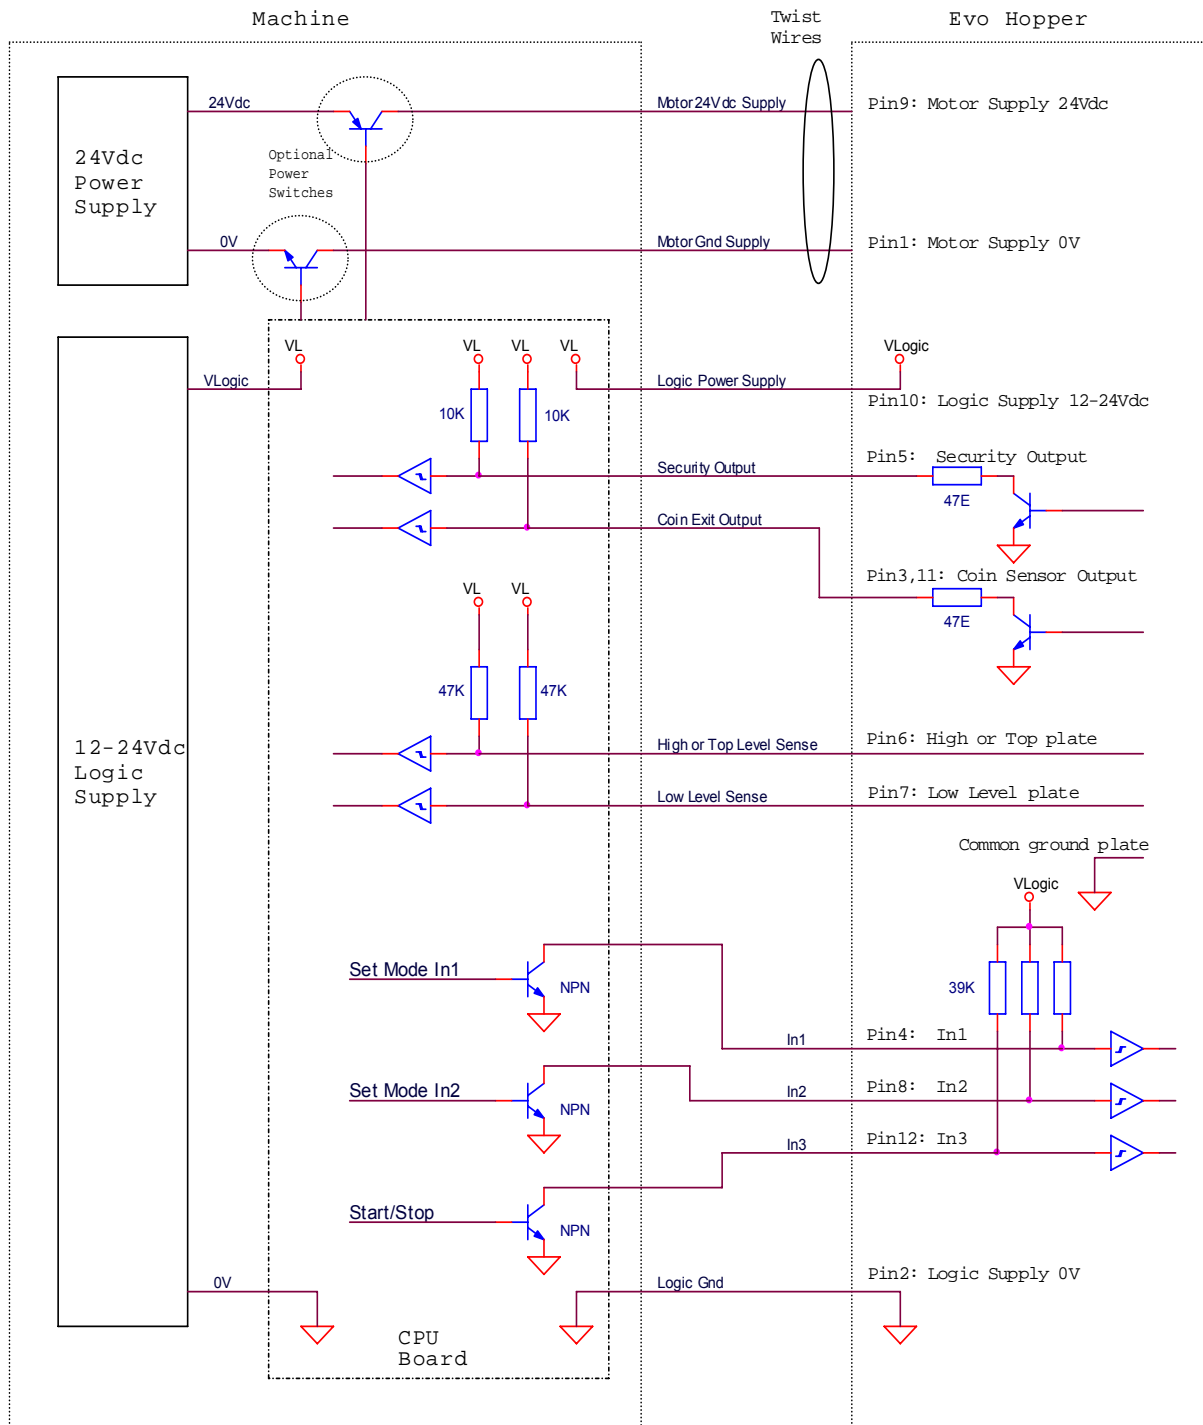 Machine
Twist
Wires
Evo Hopper
24Vdc
Power
Supply
24Vdc
Optional
Power
Switches
0V
Motor 24Vdc Supply
Motor Gnd Supply
Pin9: Motor Supply 24Vdc
Pin1: Motor Supply 0V
VL
VL
VL
VL
VLogic
VLogic
Logic Power Supply
Pin10: Logic Supply 12-24Vdc
10K
10K
Security Output
Pin5: Security Output
47E
Coin Exit Output
Pin3,11: Coin Sensor Output
47E
VL
VL
47K
47K
12-24Vdc
Logic
Supply
High or Top Level Sense
Pin6: High or Top plate
Low Level Sense
Pin7: Low Level plate
Common ground plate
VLogic
39K
Set Mode In1
NPN
In1
Pin4: In1
Set Mode In2
NPN
In2
Pin8: In2
In3
Pin12: In3
Start/Stop
NPN
0V
Logic Gnd
Pin2: Logic Supply 0V
CPU
Board